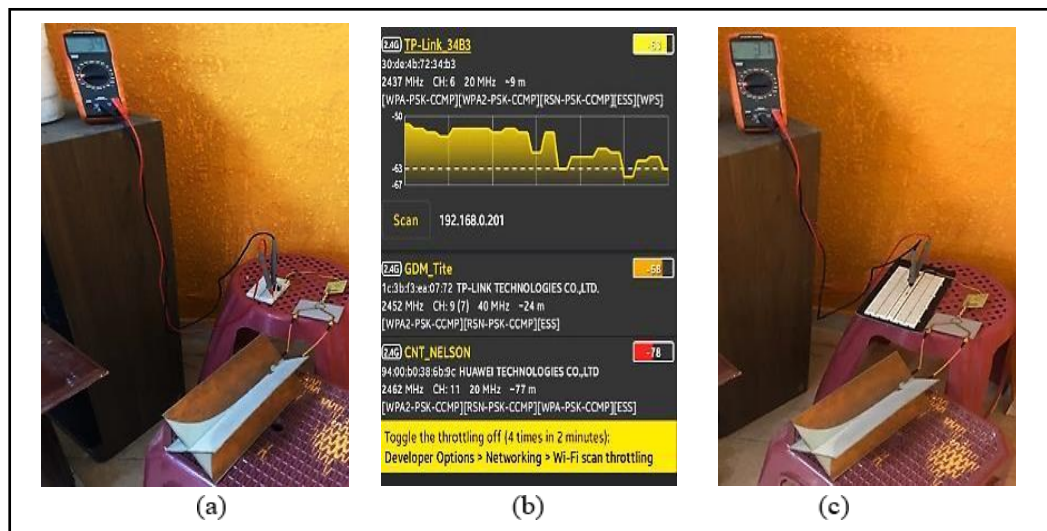 2.4G TP-Link_34B3 -63
30:de:4b:72:34:b3
2437 MHz CH: 6 20 MHz ~9 m
[WPA-PSK-CCMP][WPA2-PSK-CCMP][RSN-PSK-CCMP][ESS][WPS]
-50
-63
-67
Scan 192.168.0.201
2.4G GDM_Tite -68
1c:3b:f3:ea:07:72 TP-LINK TECHNOLOGIES CO.,LTD.
2452 MHz CH: 9 (7) 40 MHz ~24 m
[WPA2-PSK-CCMP][RSN-PSK-CCMP][ESS]
2.4G CNT_NELSON -78
94:00:b0:38:6b:9c HUAWEI TECHNOLOGIES CO.,LTD
2462 MHz CH: 11 20 MHz ~77 m
[WPA2-PSK-CCMP][RSN-PSK-CCMP][WPA-PSK-CCMP][ESS]
Toggle the throttling off (4 times in 2 minutes):
Developer Options > Networking > Wi-Fi scan throttling
(a) (b) (c)